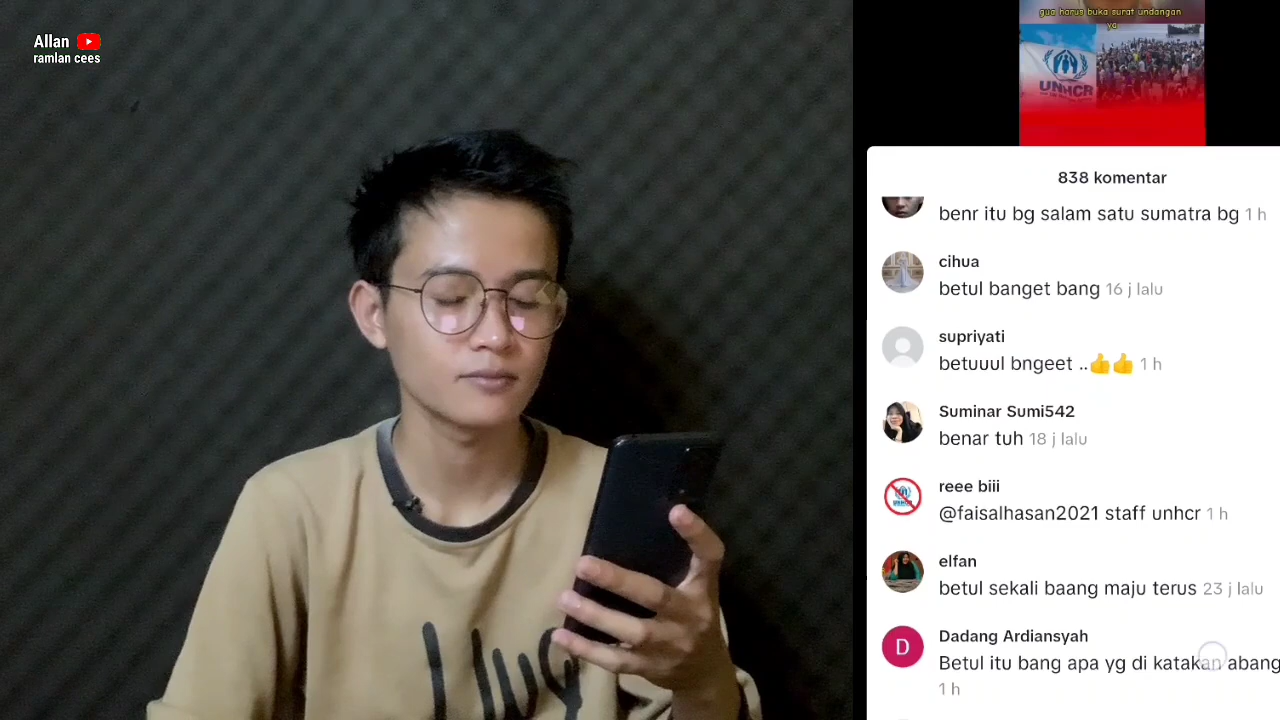 Allan
ramlan cees
gua harus buka surat undangan
ya
UNHCR
838 komentar
benr itu bg salam satu sumatra bg 1 h
cihua
betul banget bang 16 j lalu
supriyati
betuuul bngeet ..👍👍 1 h
Suminar Sumi542
benar tuh 18 j lalu
reee biii
@faisalhasan2021 staff unhcr 1 h
elfan
betul sekali baang maju terus 23 j lalu
D
Dadang Ardiansyah
Betul itu bang apa yg di katakan abang
1 h